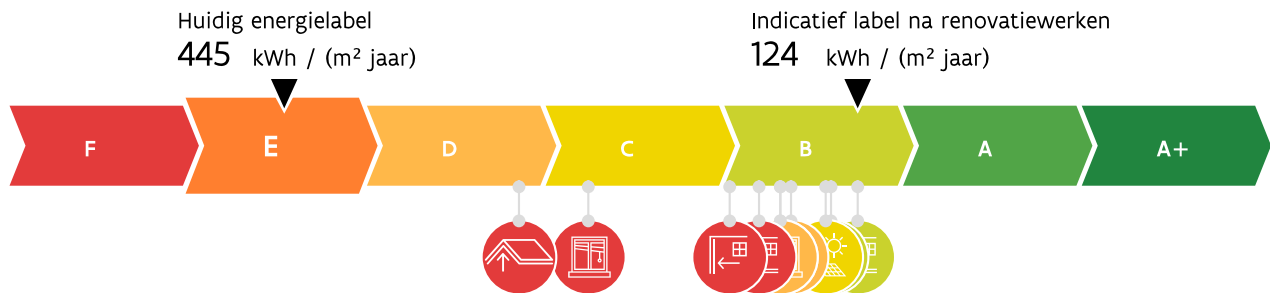 Huidig energielabel
445 kWh / (m² jaar)
Indicatief label na renovatiewerken
124 kWh / (m² jaar)
F E D C B A A+